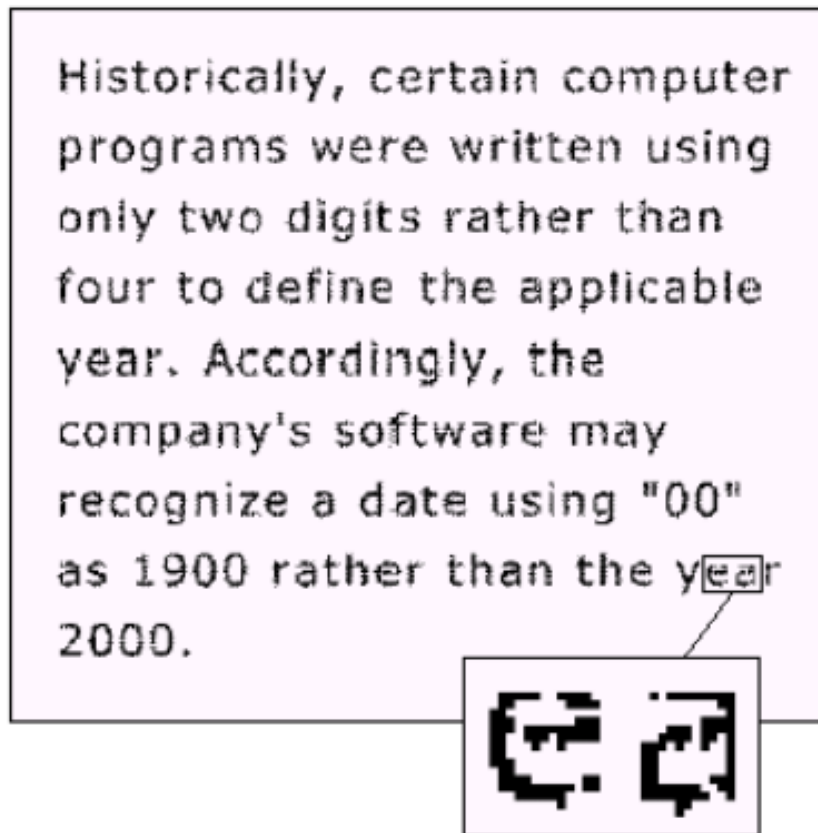 Historically, certain computer
programs were written using
only two digits rather than
four to define the applicable
year. Accordingly, the
company's software may
recognize a date using "00"
as 1900 rather than the year
2000.
ea